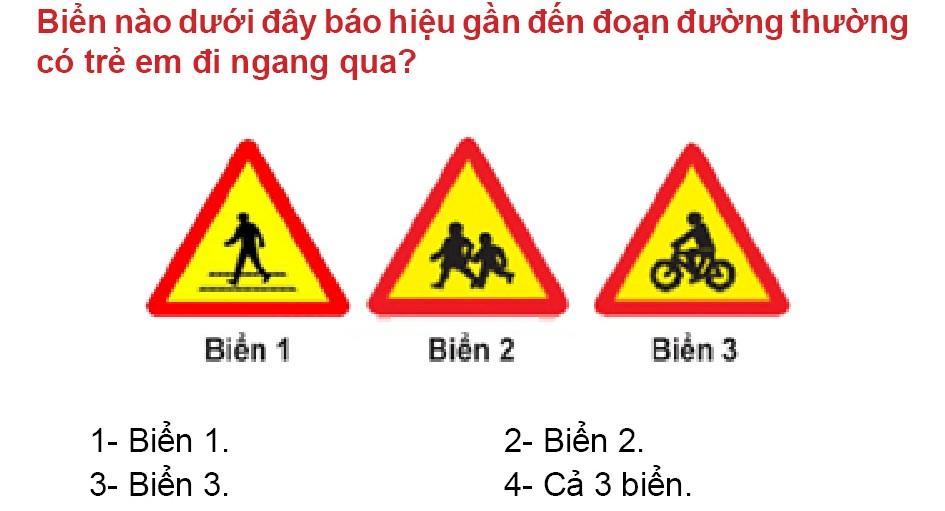 Biển nào dưới đây báo hiệu gần đến đoạn đường thường
có trẻ em đi ngang qua?
Biển 1
Biển 2
Biển 3
1- Biển 1.
2- Biển 2.
3- Biển 3.
4- Cả 3 biển.